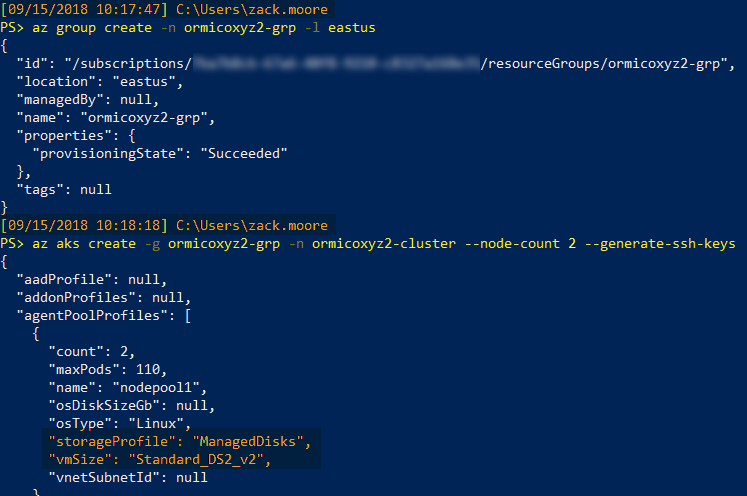 [09/15/2018 10:17:47] C:\Users\zack.moore
PS> az group create -n ormicoxyz2-grp -l eastus
{
  "id": "/subscriptions/ /resourceGroups/ormicoxyz2-grp",
  "location": "eastus",
  "managedBy": null,
  "name": "ormicoxyz2-grp",
  "properties": {
    "provisioningState": "Succeeded"
  },
  "tags": null
}
[09/15/2018 10:18:18] C:\Users\zack.moore
PS> az aks create -g ormicoxyz2-grp -n ormicoxyz2-cluster --node-count 2 --generate-ssh-keys
{
  "aadProfile": null,
  "addonProfiles": null,
  "agentPoolProfiles": [
    {
      "count": 2,
      "maxPods": 110,
      "name": "nodepool1",
      "osDiskSizeGb": null,
      "osType": "Linux",
      "storageProfile": "ManagedDisks",
      "vmSize": "Standard_DS2_v2",
      "vnetSubnetId": null
    }